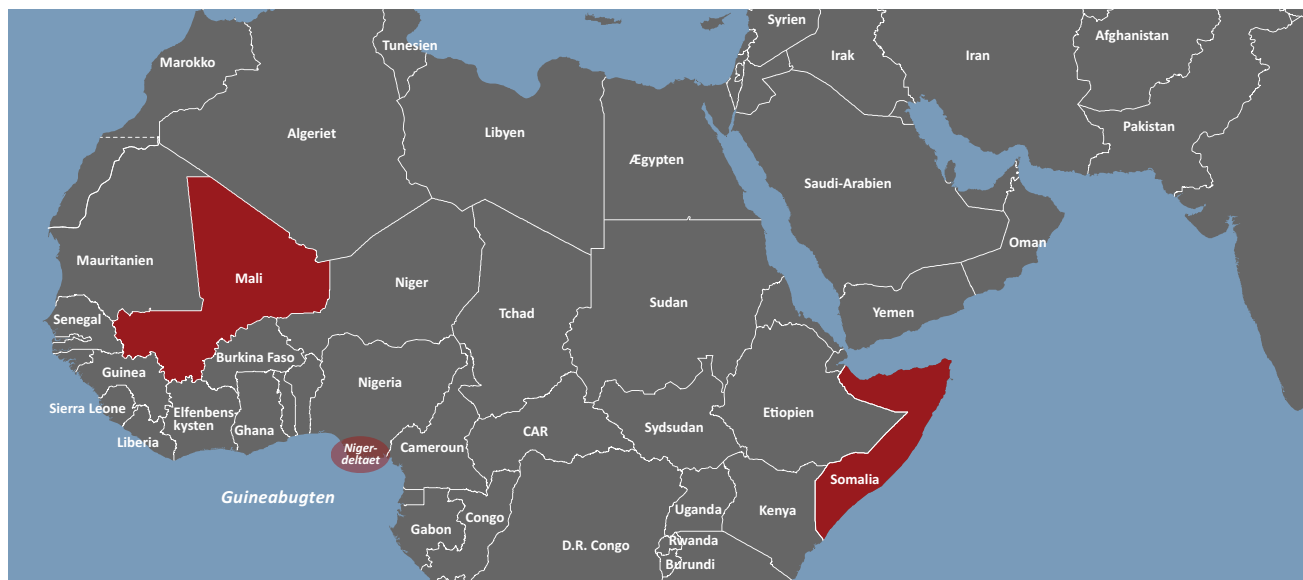 Syrien
Afghanistan
Tunesien
Irak
Iran
Marokko
Pakistan
Algeriet
Libyen
Ægypten
Saudi-Arabien
Oman
Mauritanien
Mali
Niger
Sudan
Tchad
Yemen
Senegal
Burkina Faso
Guinea
Nigeria
Sierra Leone
Elfenbens-
kysten
Etiopien
Sydsudan
Ghana
CAR
Liberia
Niger-
deltaet
Cameroun
Somalia
Guineabugten
Uganda
Kenya
Congo
Gabon
Rwanda
D.R. Congo
Burundi